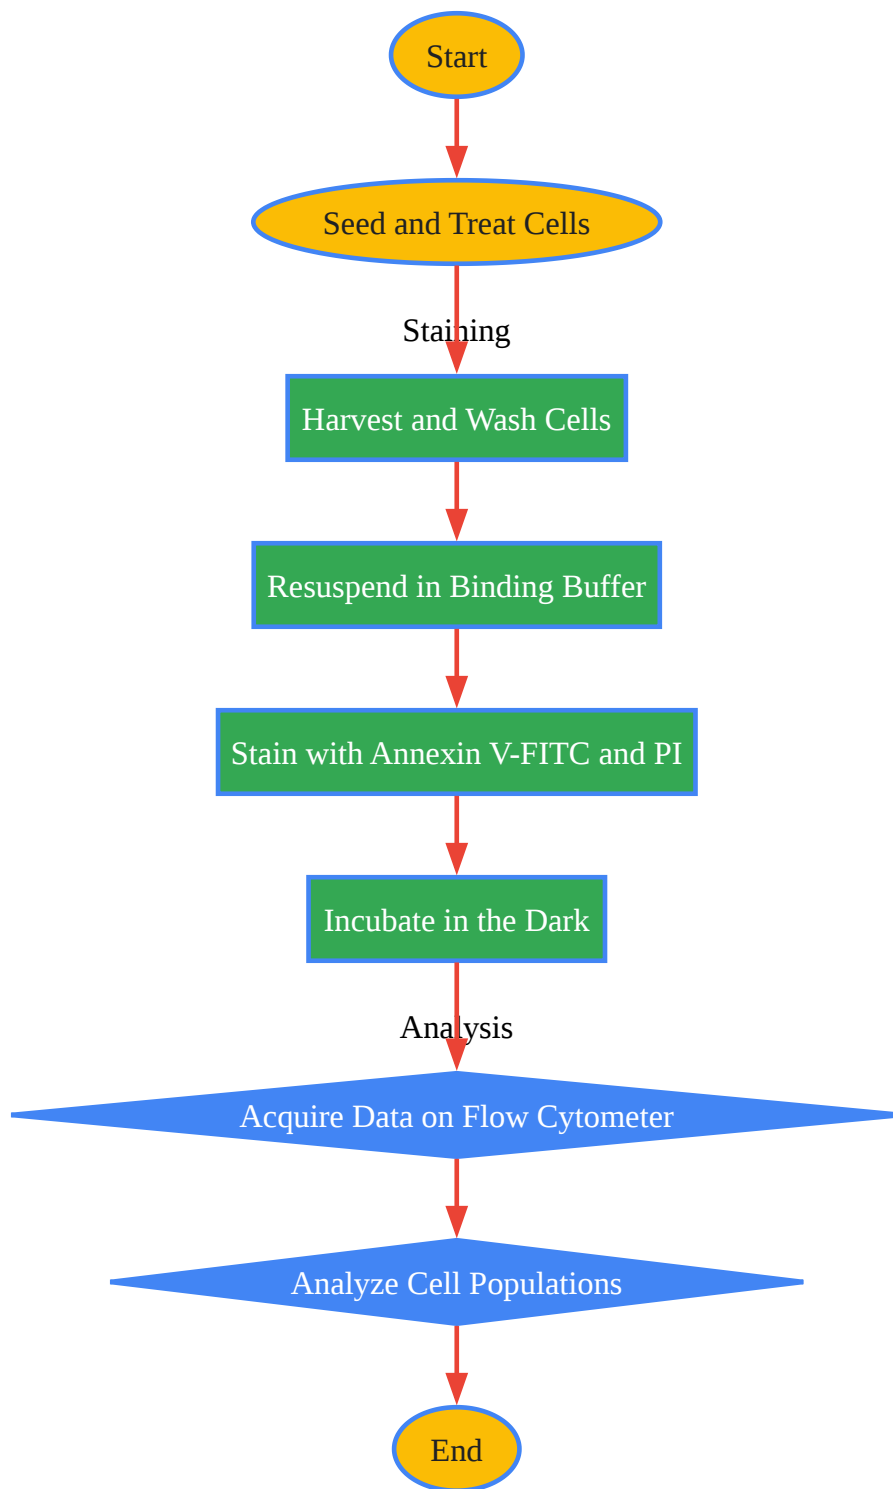 Start
Seed and Treat Cells
Staining
Harvest and Wash Cells
Resuspend in Binding Buffer
Stain with Annexin V-FITC and PI
Incubate in the Dark
Analysis
Acquire Data on Flow Cytometer
Analyze Cell Populations
End